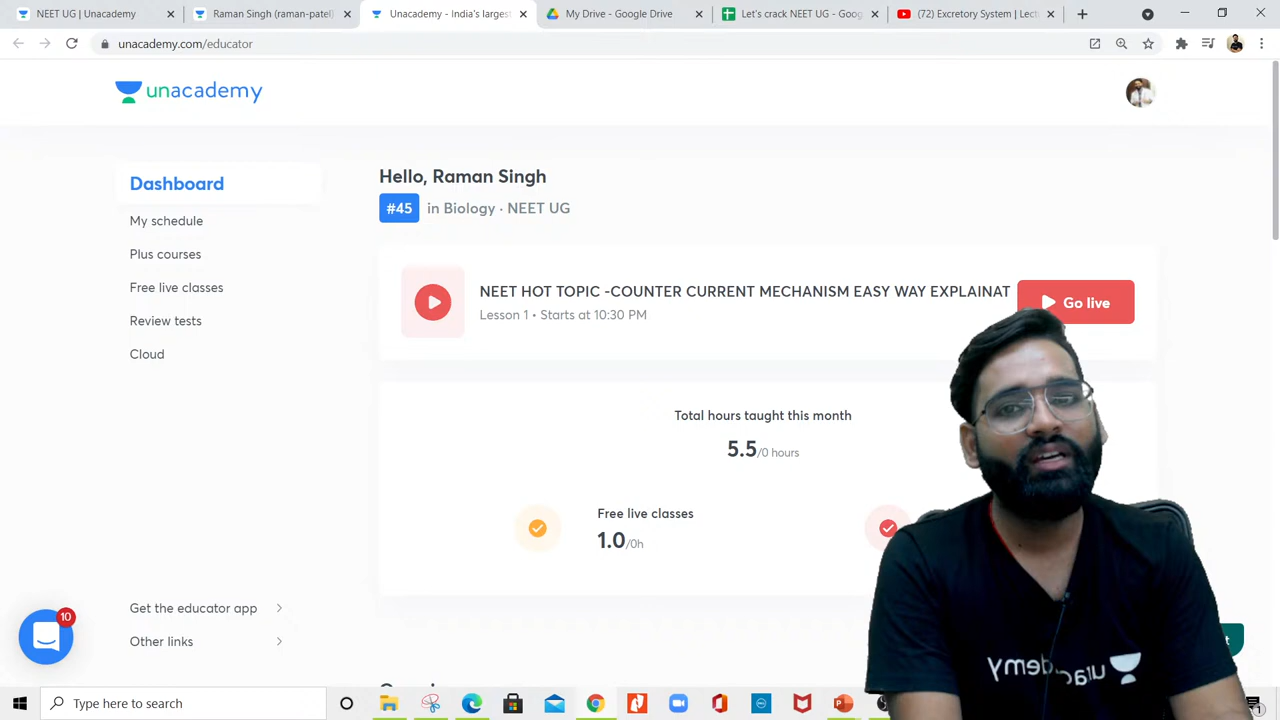 NEET UG | Unacademy
Raman Singh (raman-patel)
Unacademy - India's largest
My Drive - Google Drive
Let's crack NEET UG - Goog
(72) Excretory System | Lect
unacademy.com/educator
unacademy
Dashboard
My schedule
Plus courses
Free live classes
Review tests
Cloud
Hello, Raman Singh
#45 in Biology · NEET UG
NEET HOT TOPIC -COUNTER CURRENT MECHANISM EASY WAY EXPLAINAT
Lesson 1 • Starts at 10:30 PM
Go live
Total hours taught this month
5.5/0 hours
Free live classes
1.0/0h
Get the educator app
Other links
10
unacademy
Type here to search
1